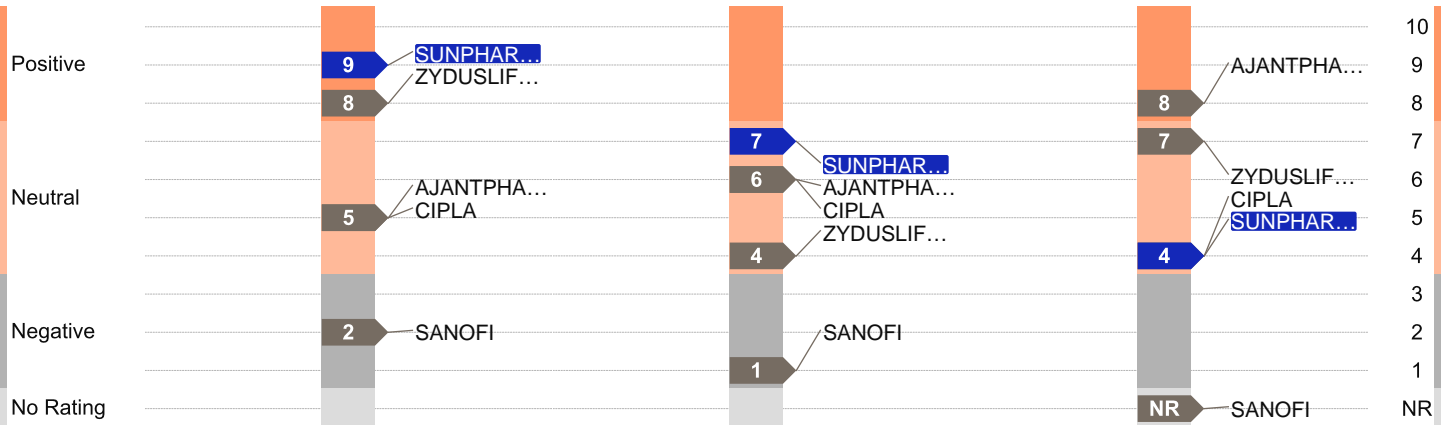 Positive
Neutral
Negative
No Rating
9
SUNPHAR...
8
ZYDUSLIF...
5
AJANTPHA...
CIPLA
2
SANOFI
7
SUNPHAR...
6
AJANTPHA...
CIPLA
4
ZYDUSLIF...
1
SANOFI
8
AJANTPHA...
7
ZYDUSLIF...
4
CIPLA
SUNPHAR...
NR
SANOFI
10
9
8
7
6
5
4
3
2
1
NR